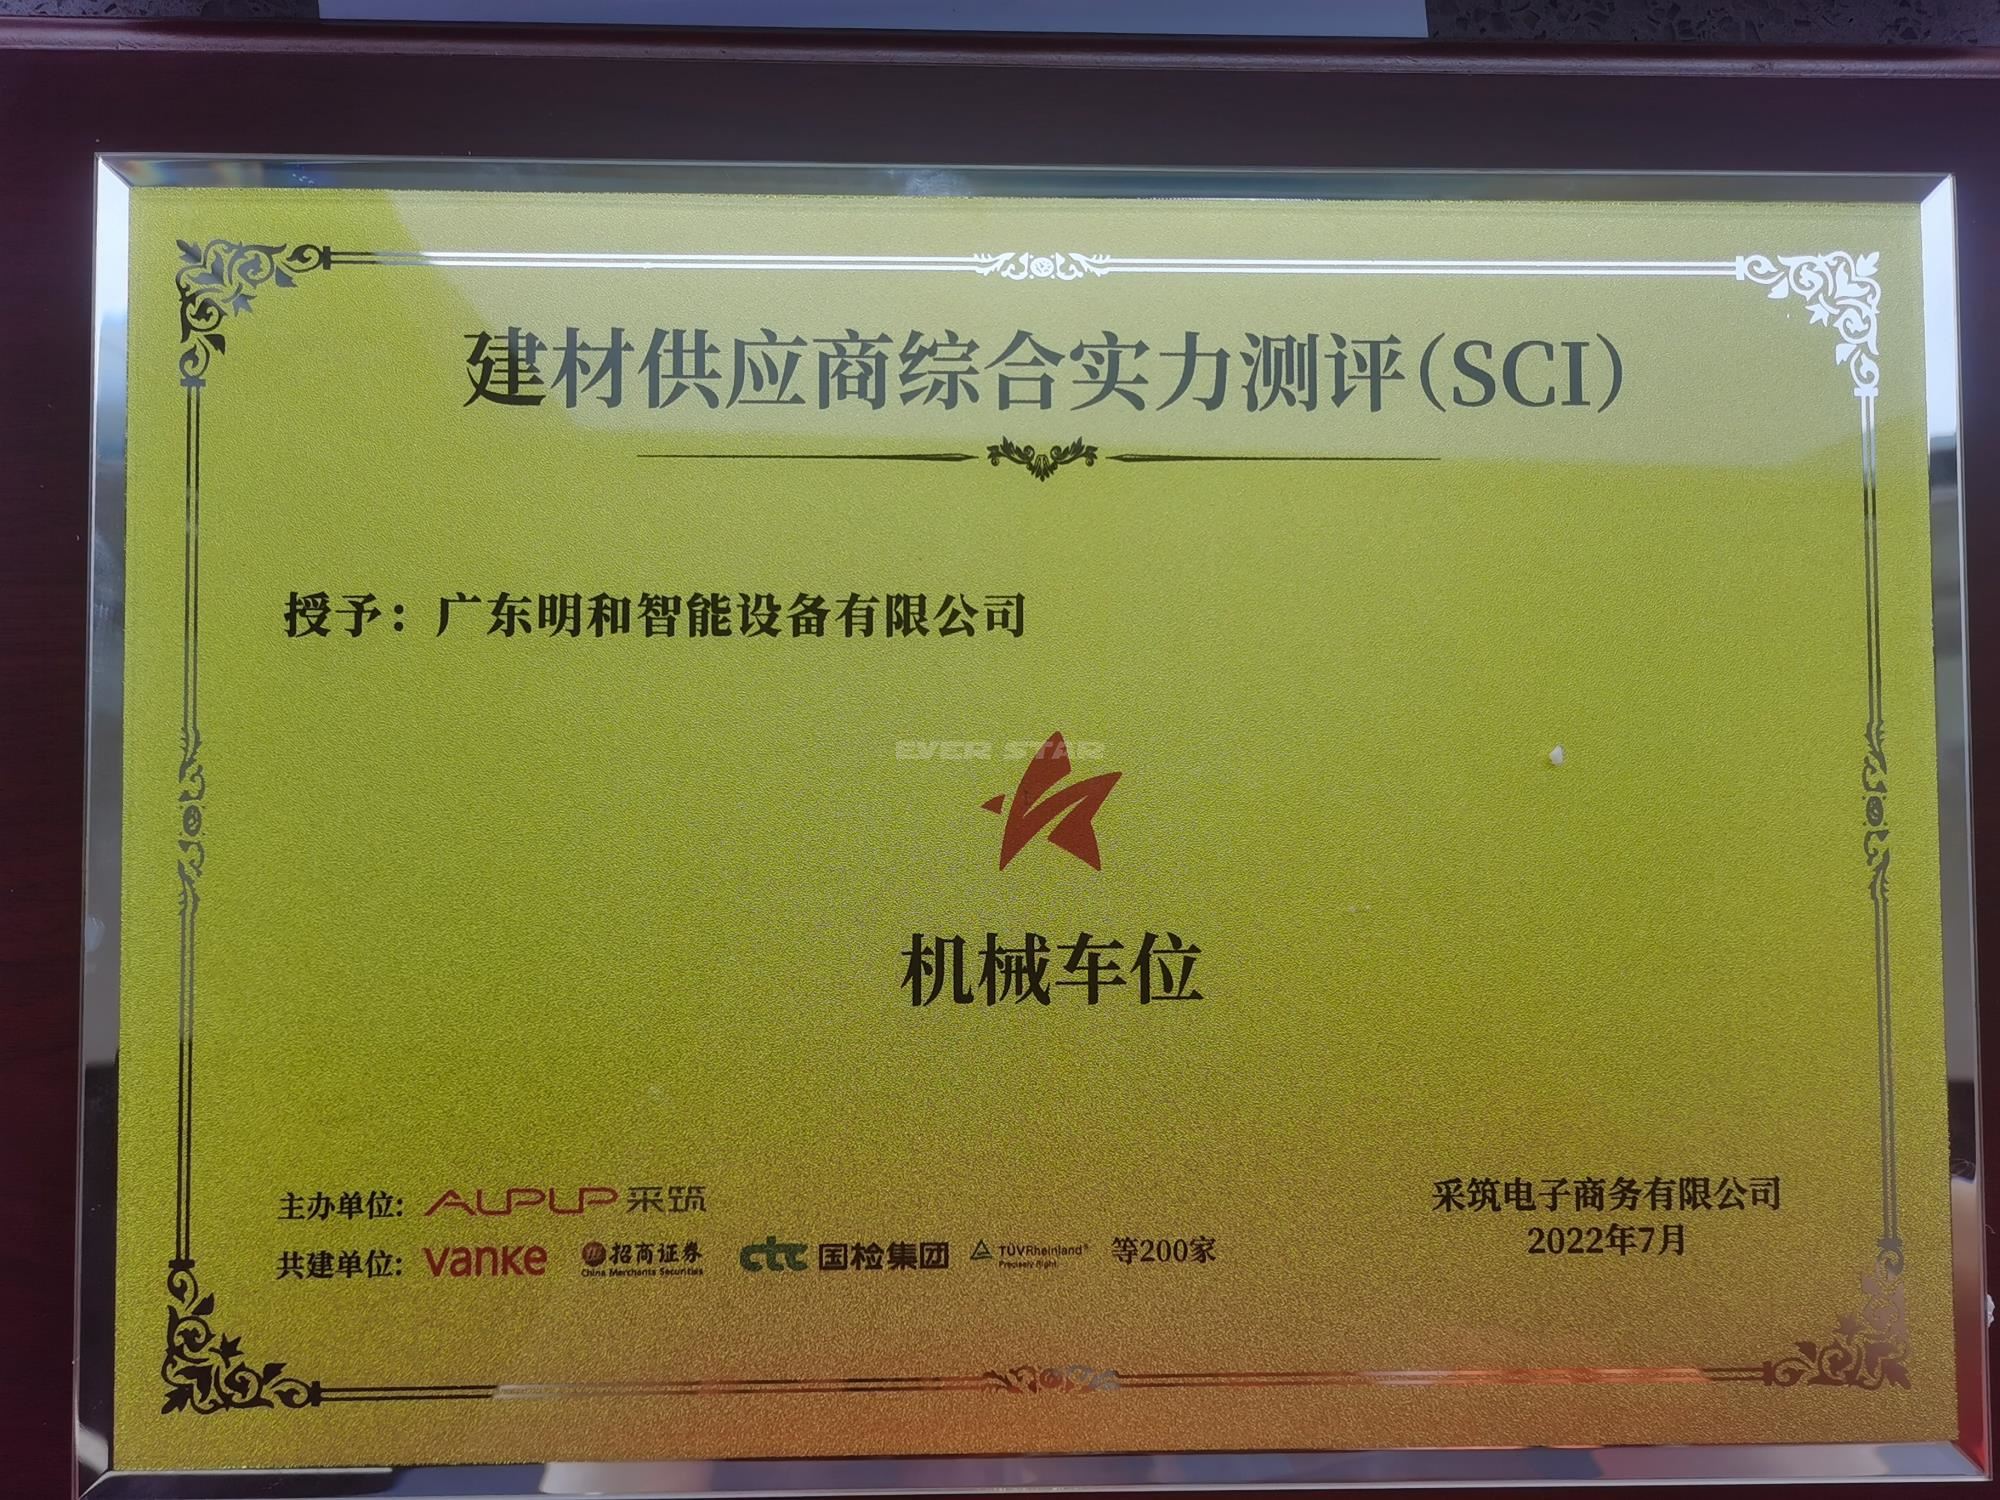 建材供应商综合实力测评(SCI)
授予：广东明和智能设备有限公司
EVER STAR
机械车位
主办单位：AUPUP 采筑
共建单位：vanke 招商证券 China Merchants Securities ctc 国检集团 TÜVRheinland® Precisely Right. 等200家
采筑电子商务有限公司
2022年7月